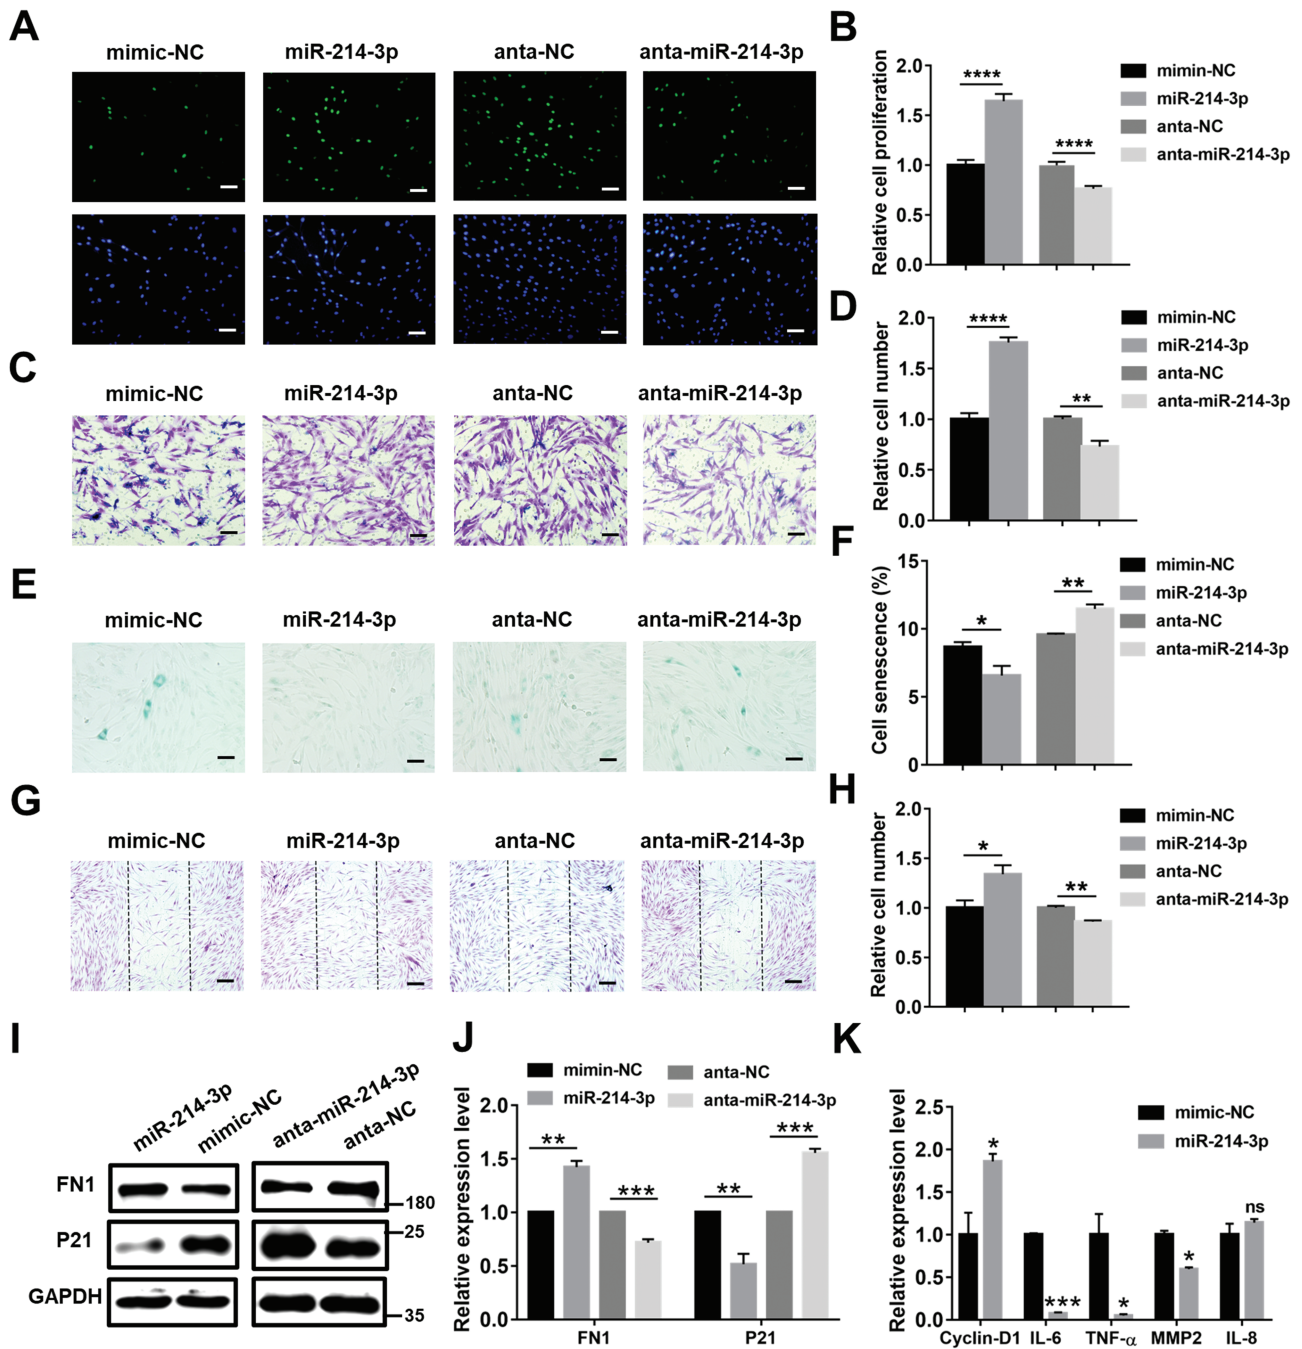 A
mimic-NC miR-214-3p anta-NC anta-miR-214-3p
B
Relative cell proliferation
2.0
1.5
1.0
0.5
0.0
****
****
mimin-NC
miR-214-3p
anta-NC
anta-miR-214-3p
C
mimic-NC miR-214-3p anta-NC anta-miR-214-3p
D
Relative cell number
2.0
1.5
1.0
0.5
0.0
****
**
mimin-NC
miR-214-3p
anta-NC
anta-miR-214-3p
E
mimic-NC miR-214-3p anta-NC anta-miR-214-3p
F
Cell senescence (%)
15
10
5
0
*
**
mimin-NC
miR-214-3p
anta-NC
anta-miR-214-3p
G
mimic-NC miR-214-3p anta-NC anta-miR-214-3p
H
Relative cell number
2.0
1.5
1.0
0.5
0.0
*
**
mimin-NC
miR-214-3p
anta-NC
anta-miR-214-3p
I
miR-214-3p mimic-NC anta-miR-214-3p anta-NC
FN1
180
P21
25
GAPDH
35
J
mimin-NC anta-NC
miR-214-3p anta-miR-214-3p
Relative expression level
2.0
1.5
1.0
0.5
0.0
** *** ** ***
FN1 P21
K
Relative expression level
2.5
2.0
1.5
1.0
0.5
0.0
mimic-NC
miR-214-3p
* *** * * ns
Cyclin-D1 IL-6 TNF-α MMP2 IL-8